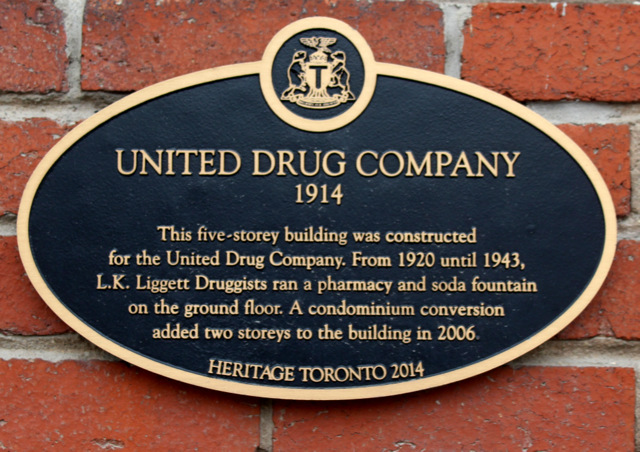 T
UNITED DRUG COMPANY
1914
This five-storey building was constructed
for the United Drug Company. From 1920 until 1943,
L.K. Liggett Druggists ran a pharmacy and soda fountain
on the ground floor. A condominium conversion
added two storeys to the building in 2006.
HERITAGE TORONTO 2014